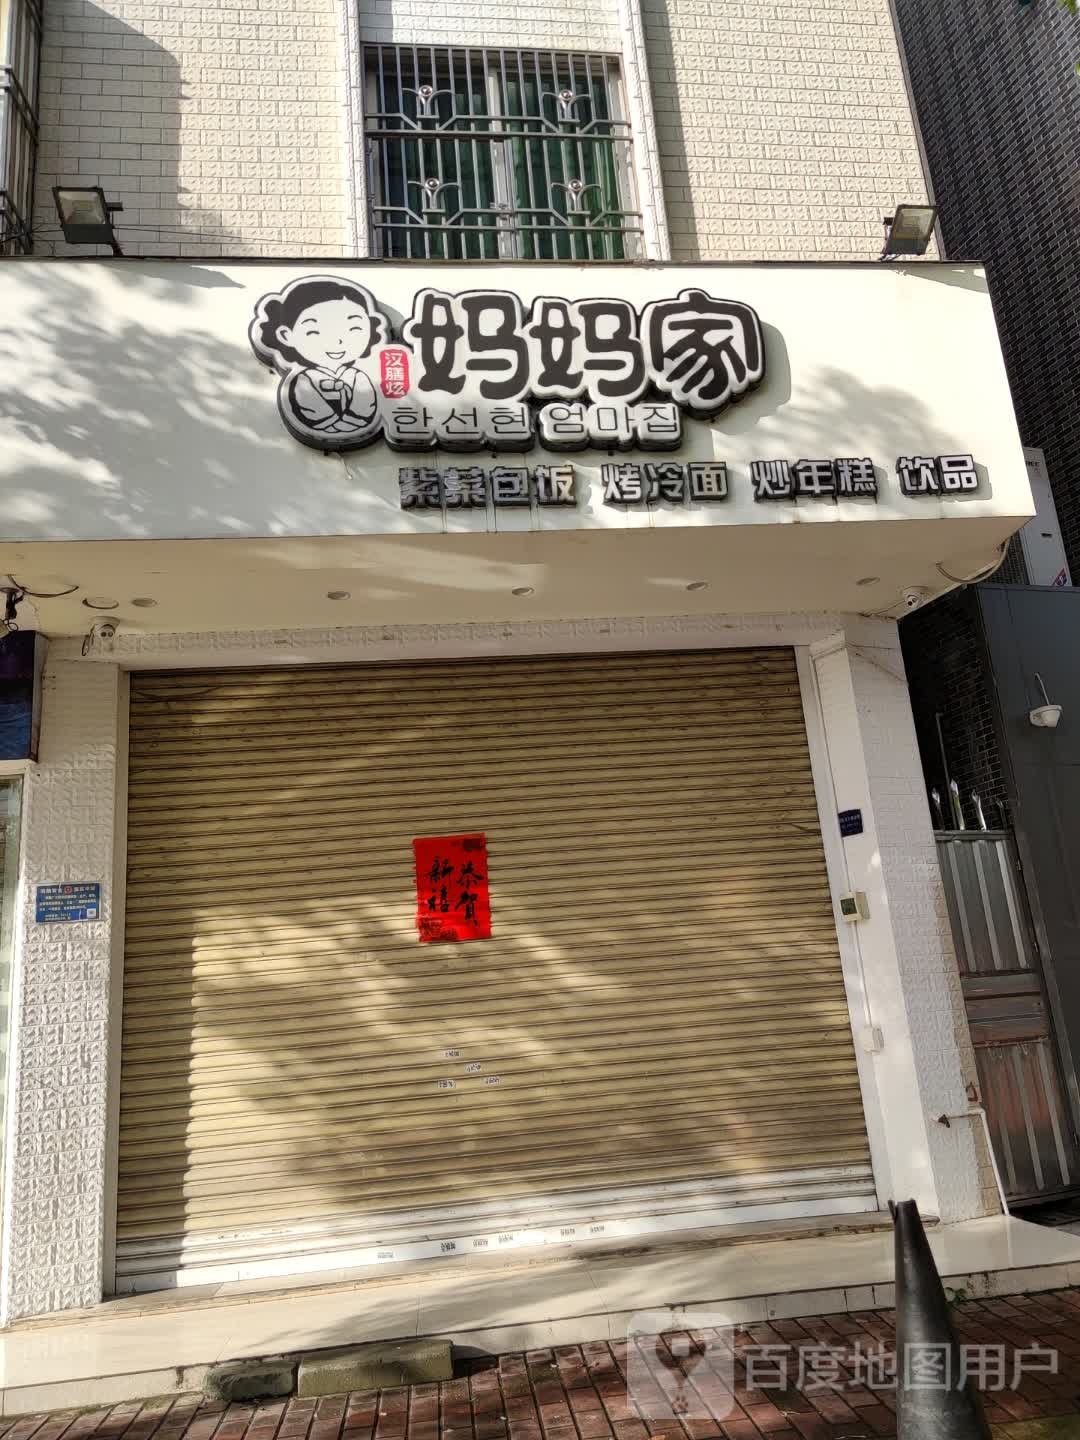 汉膳炫
妈妈家
한선현 엄마집
紫菜包饭 烤冷面 炒年糕 饮品
恭贺
新禧
百度地图用户